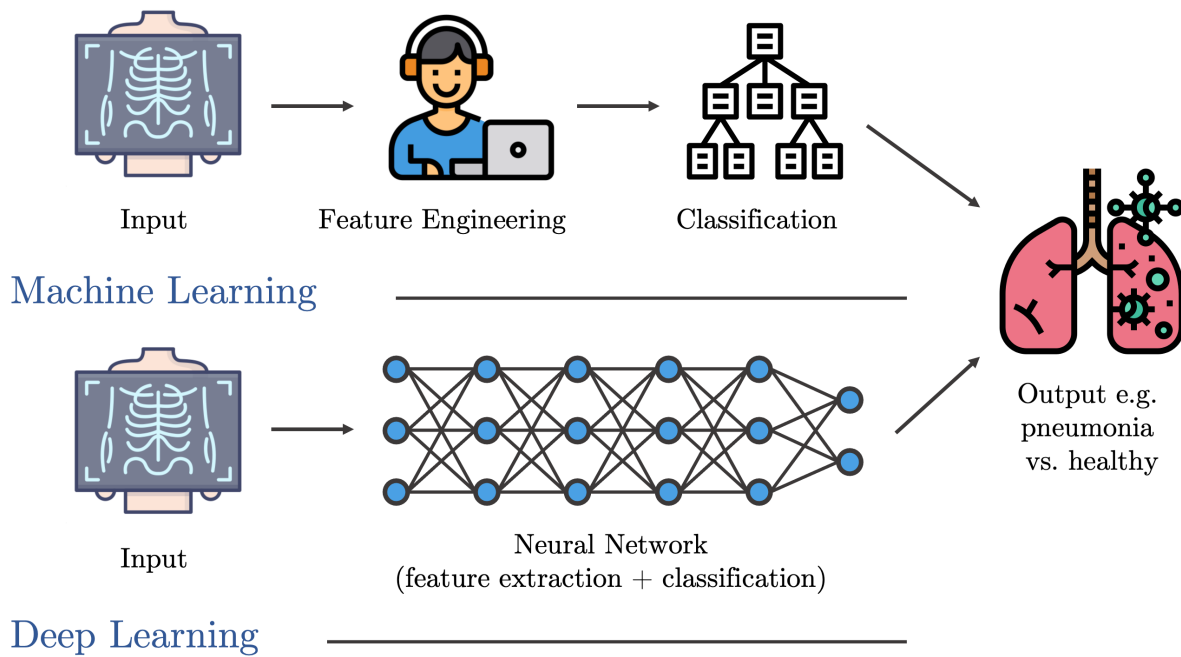 Input
Feature Engineering
Classification
Machine Learning
Output e.g.
pneumonia
vs. healthy
Input
Neural Network
(feature extraction + classification)
Deep Learning